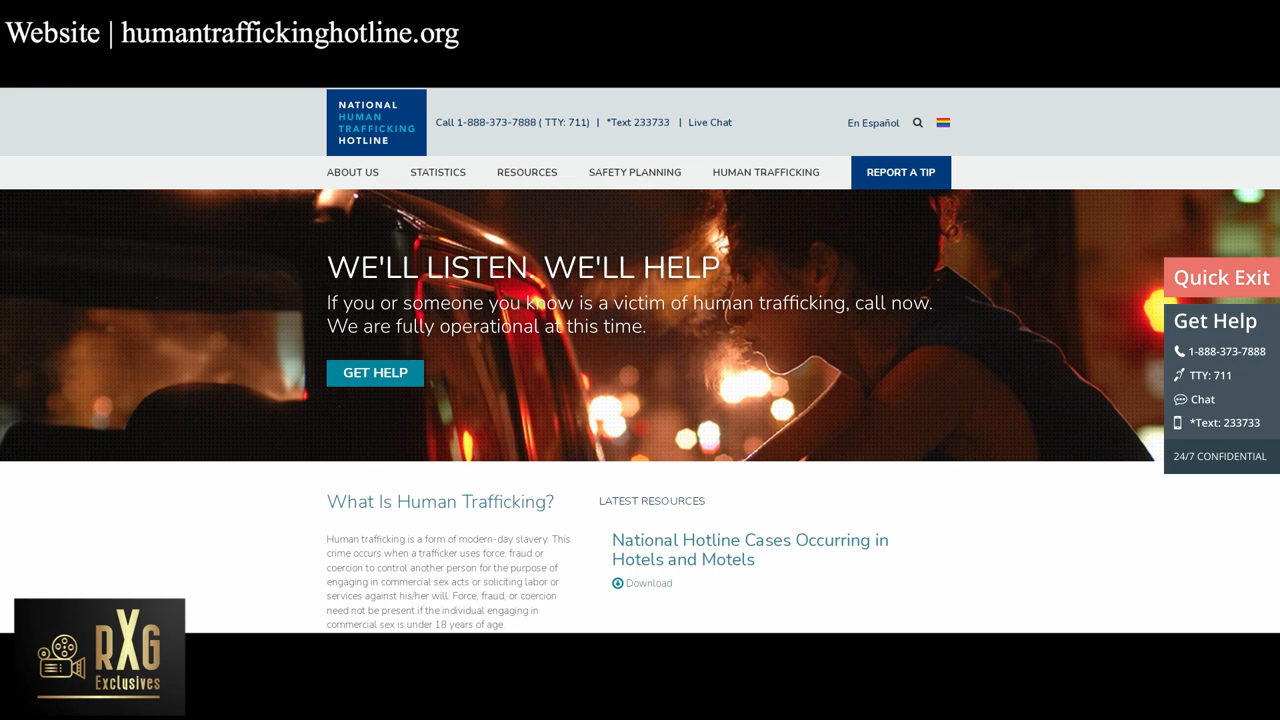 Website | humantraffickinghotline.org
NATIONAL
HUMAN
TRAFFICKING
HOTLINE
Call 1-888-373-7888 ( TTY: 711) | *Text 233733 | Live Chat
En Español
ABOUT US STATISTICS RESOURCES SAFETY PLANNING HUMAN TRAFFICKING REPORT A TIP
WE'LL LISTEN. WE'LL HELP
If you or someone you know is a victim of human trafficking, call now.
We are fully operational at this time.
GET HELP
Quick Exit
Get Help
1-888-373-7888
TTY: 711
Chat
*Text: 233733
24/7 CONFIDENTIAL
What Is Human Trafficking?
Human trafficking is a form of modern-day slavery. This
crime occurs when a trafficker uses force, fraud or
coercion to control another person for the purpose of
engaging in commercial sex acts or soliciting labor or
services against his/her will. Force, fraud, or coercion
need not be present if the individual engaging in
commercial sex is under 18 years of age.
LATEST RESOURCES
National Hotline Cases Occurring in
Hotels and Motels
Download
RXG
Exclusives